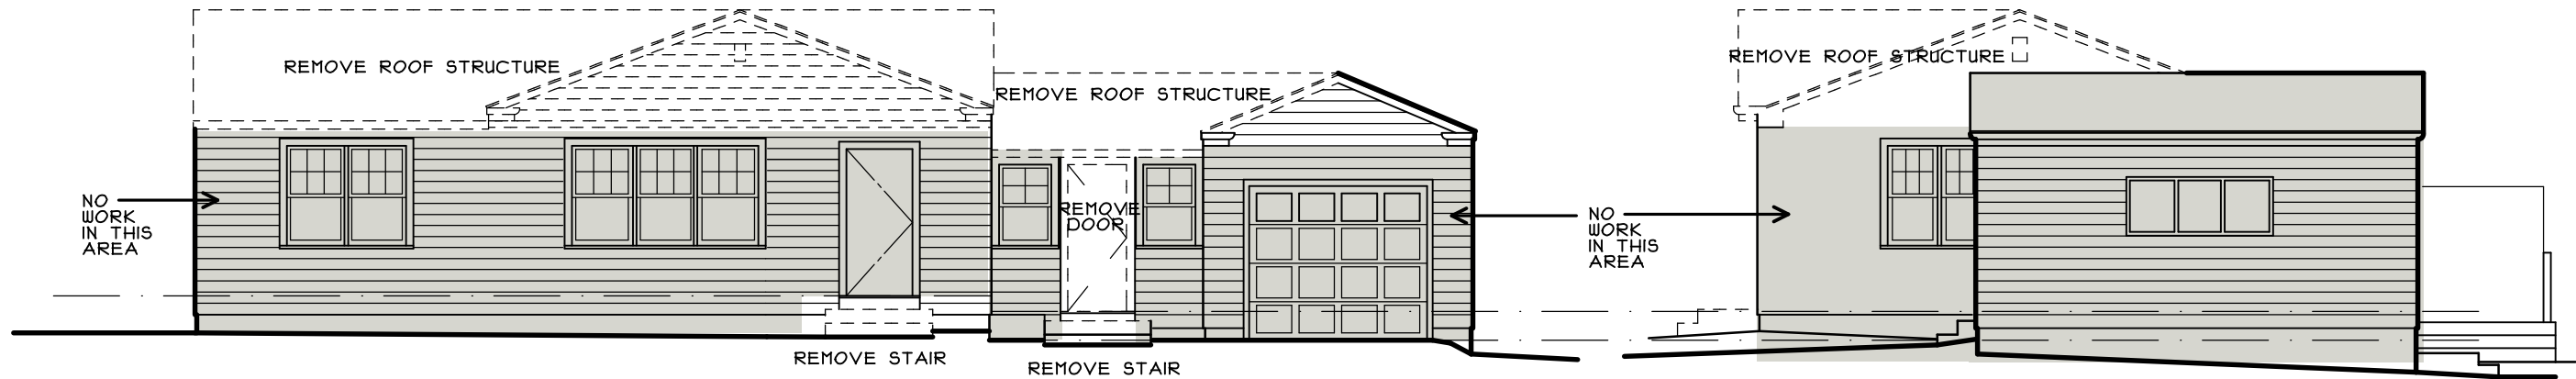 REMOVE ROOF STRUCTURE
REMOVE ROOF STRUCTURE
REMOVE ROOF STRUCTURE
NO
WORK
IN THIS
AREA
REMOVE
DOOR
NO
WORK
IN THIS
AREA
REMOVE STAIR
REMOVE STAIR